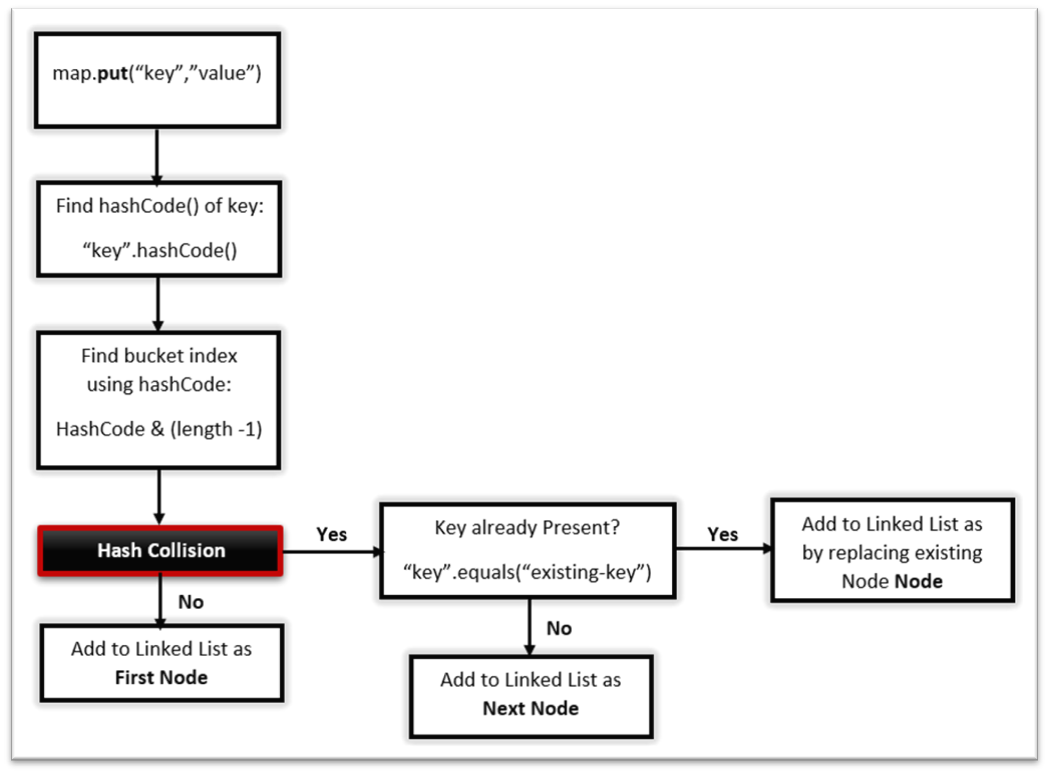 map.put(“key”,”value”)
Find hashCode() of key:
“key”.hashCode()
Find bucket index
using hashCode:
HashCode & (length -1)
Hash Collision
Yes
Key already Present?
“key”.equals(“existing-key”)
Yes
Add to Linked List as
by replacing existing
Node Node
No
Add to Linked List as
First Node
No
Add to Linked List as
Next Node